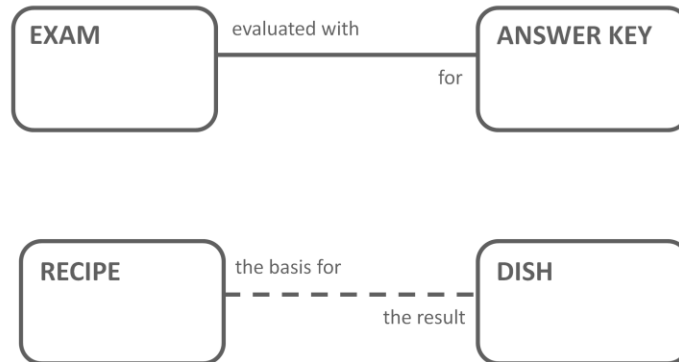 EXAM
evaluated with
for
ANSWER KEY
RECIPE
the basis for
the result
DISH